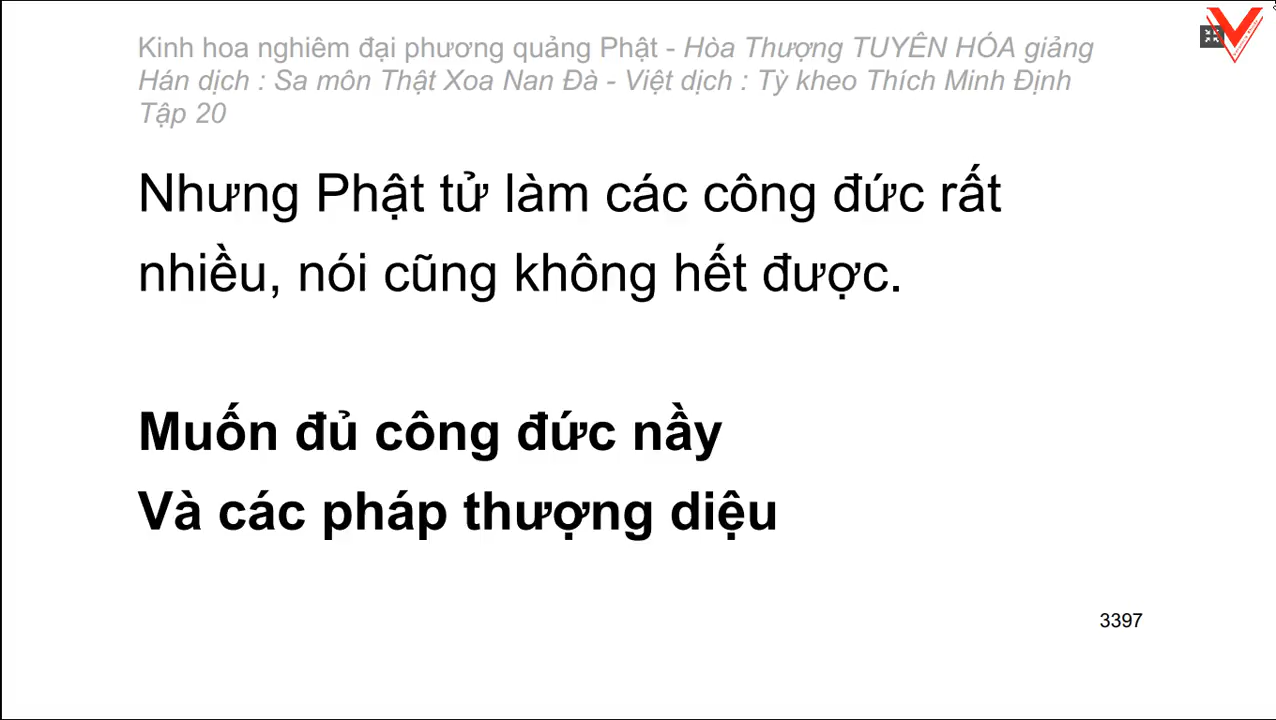 Kinh hoa nghiêm đại phương quảng Phật - Hòa Thượng TUYÊN HÓA giảng
Hán dịch : Sa môn Thật Xoa Nan Đà - Việt dịch : Tỳ kheo Thích Minh Định
Tập 20
Nhưng Phật tử làm các công đức rất
nhiều, nói cũng không hết được.
Muốn đủ công đức nầy
Và các pháp thượng diệu
3397